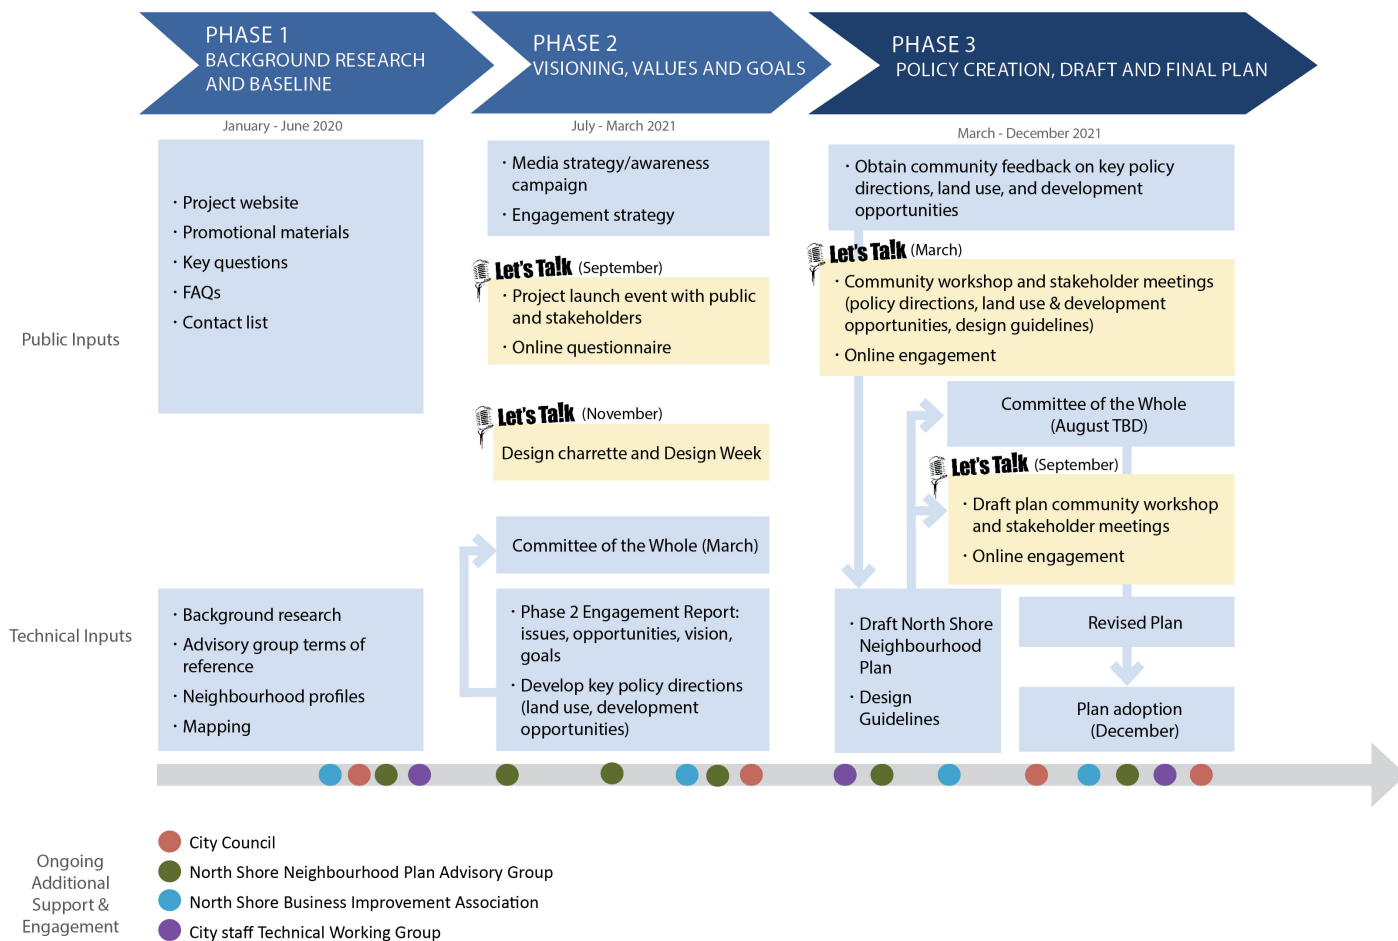 PHASE 1
BACKGROUND RESEARCH
AND BASELINE
January - June 2020
PHASE 2
VISIONING, VALUES AND GOALS
July - March 2021
PHASE 3
POLICY CREATION, DRAFT AND FINAL PLAN
March - December 2021
Public Inputs
· Project website
· Promotional materials
· Key questions
· FAQs
· Contact list
· Media strategy/awareness
campaign
· Engagement strategy
Let's Ta!k (September)
· Project launch event with public
and stakeholders
· Online questionnaire
Let's Ta!k (November)
Design charrette and Design Week
· Obtain community feedback on key policy
directions, land use, and development
opportunities
Let's Ta!k (March)
· Community workshop and stakeholder meetings
(policy directions, land use & development
opportunities, design guidelines)
· Online engagement
Committee of the Whole
(August TBD)
Let's Ta!k (September)
· Draft plan community workshop
and stakeholder meetings
· Online engagement
Technical Inputs
· Background research
· Advisory group terms of
reference
· Neighbourhood profiles
· Mapping
Committee of the Whole (March)
· Phase 2 Engagement Report:
issues, opportunities, vision,
goals
· Develop key policy directions
(land use, development
opportunities)
· Draft North Shore
Neighbourhood
Plan
· Design
Guidelines
Revised Plan
Plan adoption
(December)
Ongoing
Additional
Support &
Engagement
City Council
North Shore Neighbourhood Plan Advisory Group
North Shore Business Improvement Association
City staff Technical Working Group